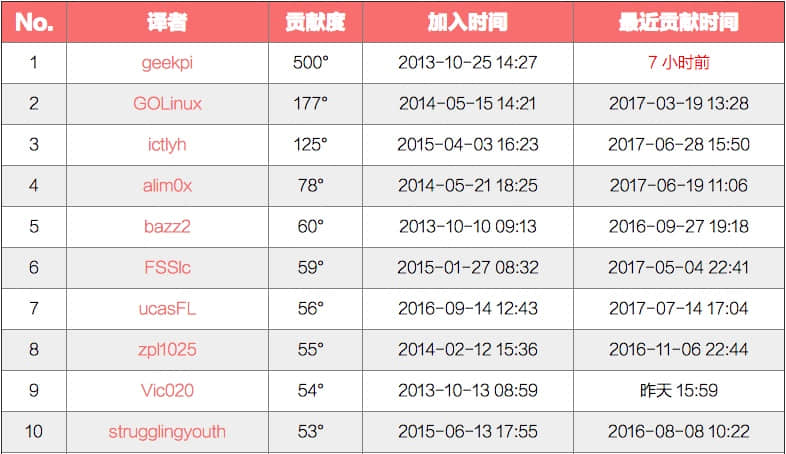 No. 译者 贡献度 加入时间 最近贡献时间
1 geekpi 500° 2013-10-25 14:27 7 小时前
2 GOLinux 177° 2014-05-15 14:21 2017-03-19 13:28
3 ictlyh 125° 2015-04-03 16:23 2017-06-28 15:50
4 alim0x 78° 2014-05-21 18:25 2017-06-19 11:06
5 bazz2 60° 2013-10-10 09:13 2016-09-27 19:18
6 FSSlc 59° 2015-01-27 08:32 2017-05-04 22:41
7 ucasFL 56° 2016-09-14 12:43 2017-07-14 17:04
8 zpl1025 55° 2014-02-12 15:36 2016-11-06 22:44
9 Vic020 54° 2013-10-13 08:59 昨天 15:59
10 strugglingyouth 53° 2015-06-13 17:55 2016-08-08 10:22